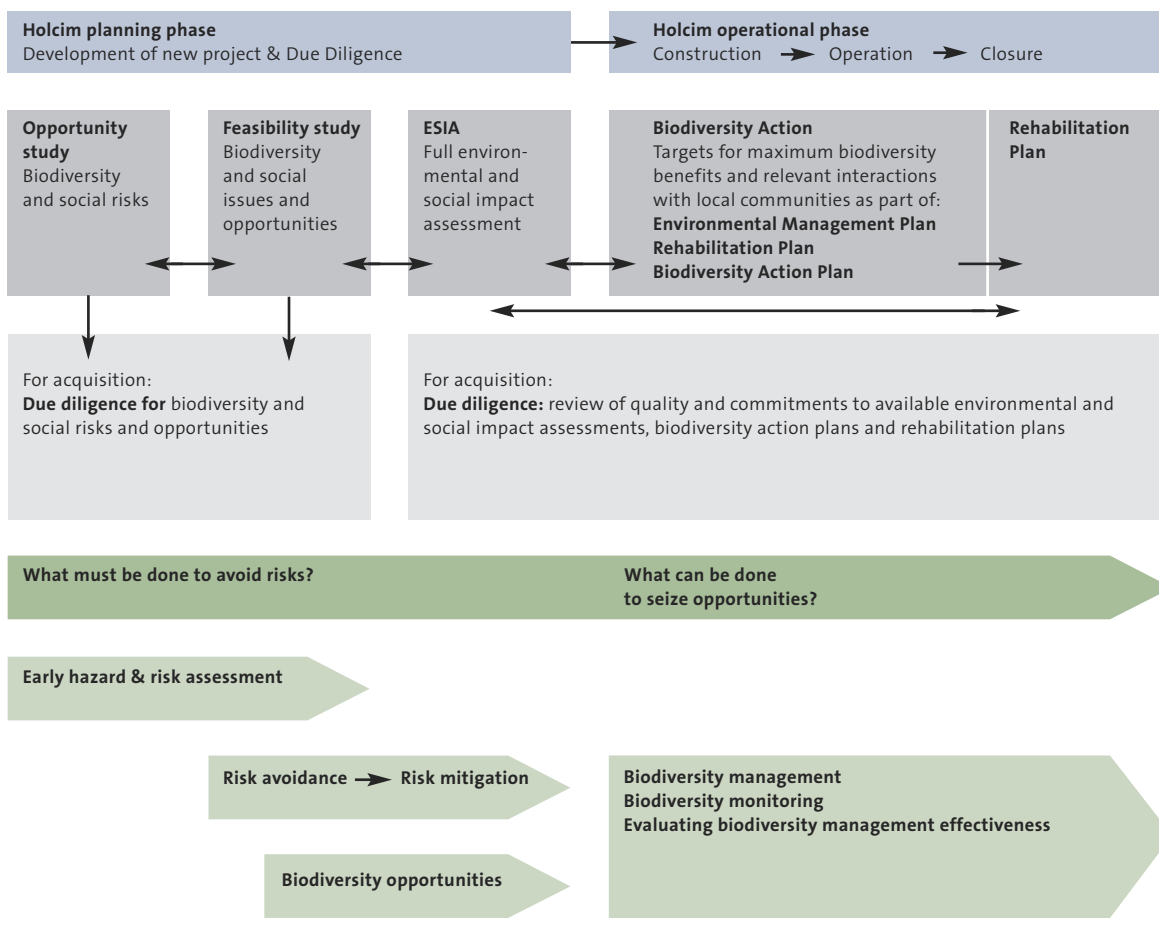 Holcim planning phase
Development of new project & Due Diligence
Holcim operational phase
Construction Operation Closure
Opportunity
study
Biodiversity
and social risks
Feasibility study
Biodiversity
and social
issues and
opportunities
ESIA
Full environ-
mental and
social impact
assessment
Biodiversity Action
Targets for maximum biodiversity
benefits and relevant interactions
with local communities as part of:
Environmental Management Plan
Rehabilitation Plan
Biodiversity Action Plan
Rehabilitation
Plan
For acquisition:
Due diligence for biodiversity and
social risks and opportunities
For acquisition:
Due diligence: review of quality and commitments to available environmental and
social impact assessments, biodiversity action plans and rehabilitation plans
What must be done to avoid risks?
What can be done
to seize opportunities?
Early hazard & risk assessment
Risk avoidance Risk mitigation
Biodiversity opportunities
Biodiversity management
Biodiversity monitoring
Evaluating biodiversity management effectiveness